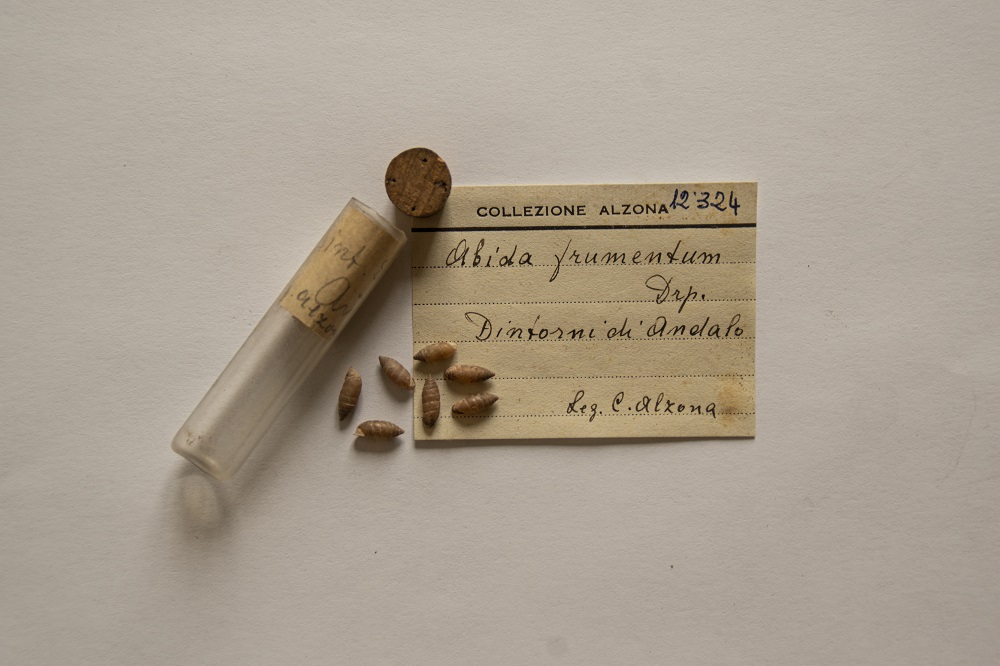 COLLEZIONE ALZONA 12324
Abida frumentum
Drp.
Dintorni di Andalo
Leg. C. Alzona